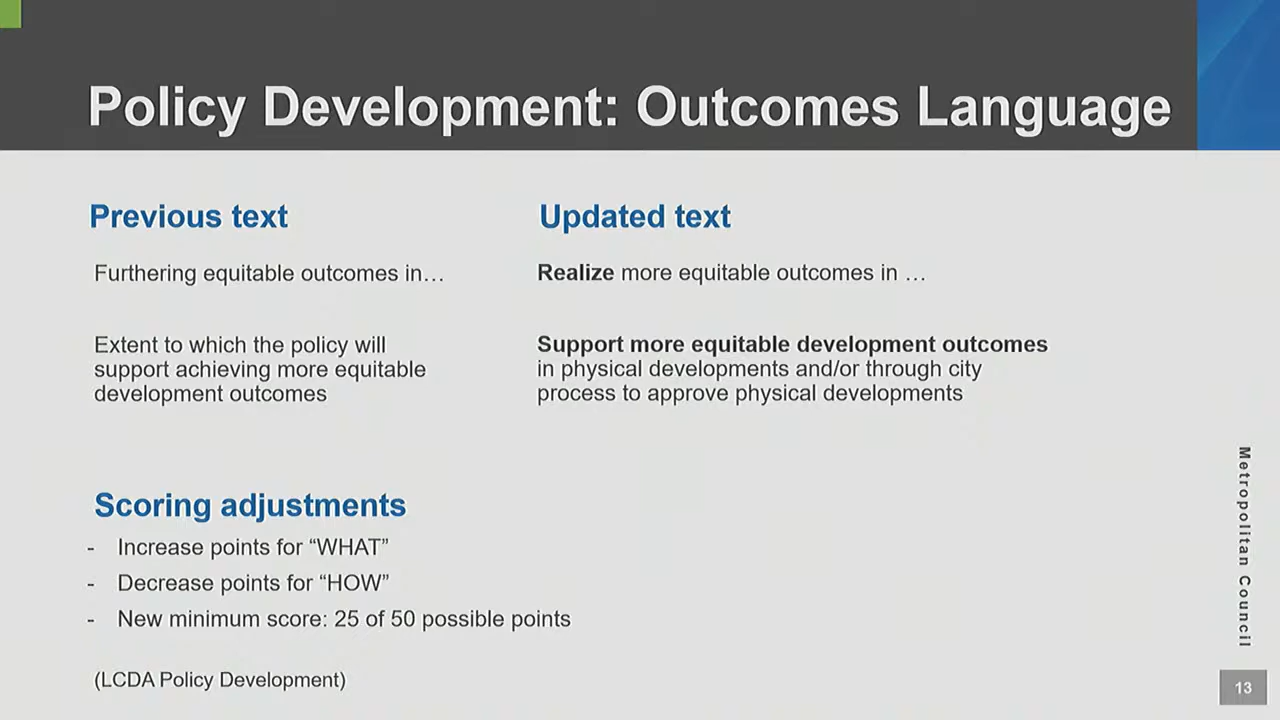 Policy Development: Outcomes Language
Previous text
Furthering equitable outcomes in…
Extent to which the policy will
support achieving more equitable
development outcomes
Updated text
Realize more equitable outcomes in …
Support more equitable development outcomes
in physical developments and/or through city
process to approve physical developments
Scoring adjustments
- Increase points for “WHAT”
- Decrease points for “HOW”
- New minimum score: 25 of 50 possible points
(LCDA Policy Development)
Metropolitan Council
13